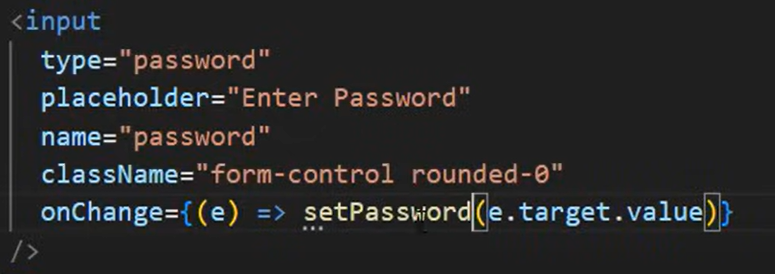 <input
type="password"
placeholder="Enter Password"
name="password"
className="form-control rounded-0"
onChange={(e) => setPassword(e.target.value)}
/>